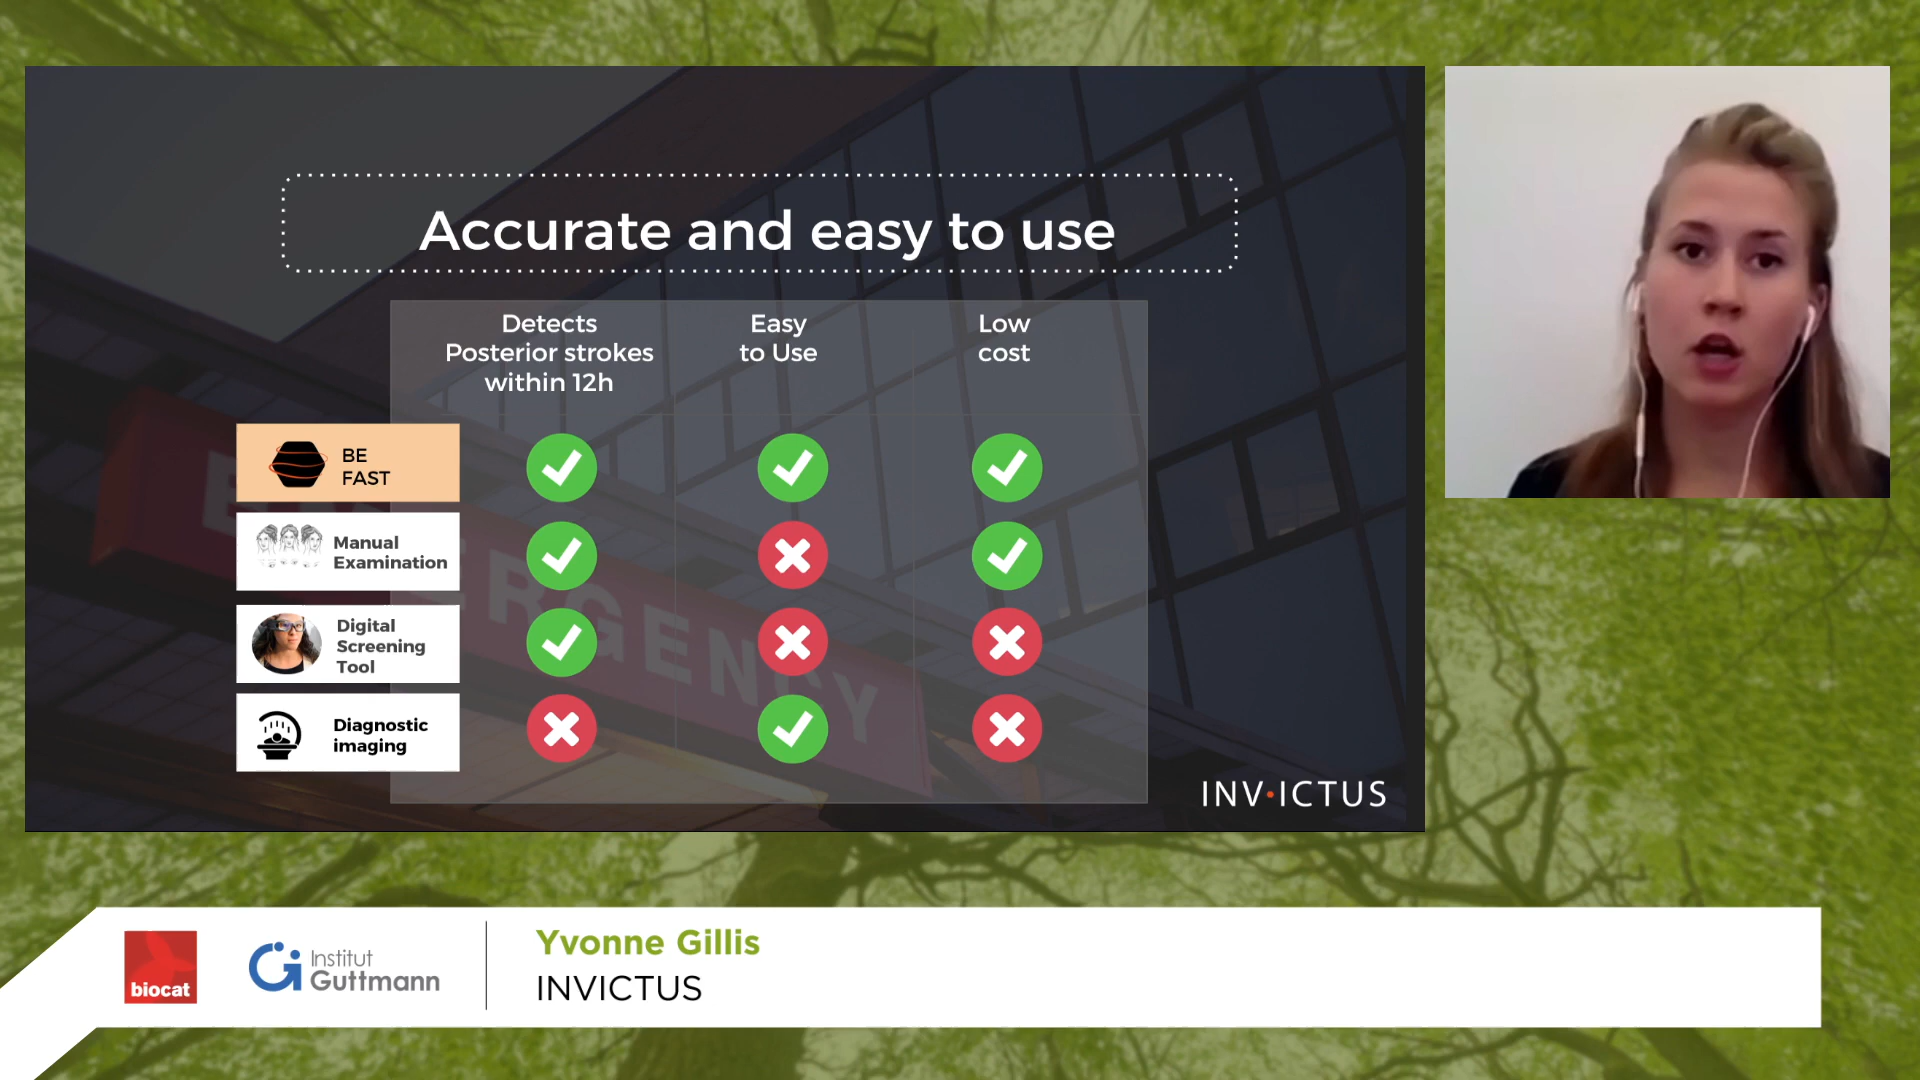 Accurate and easy to use
Detects
Posterior strokes
within 12h
Easy
to Use
Low
cost
BE
FAST
Manual
Examination
Digital
Screening
Tool
Diagnostic
imaging
EMERGENCY
INV•ICTUS
biocat
Institut
Guttmann
Yvonne Gillis
INVICTUS